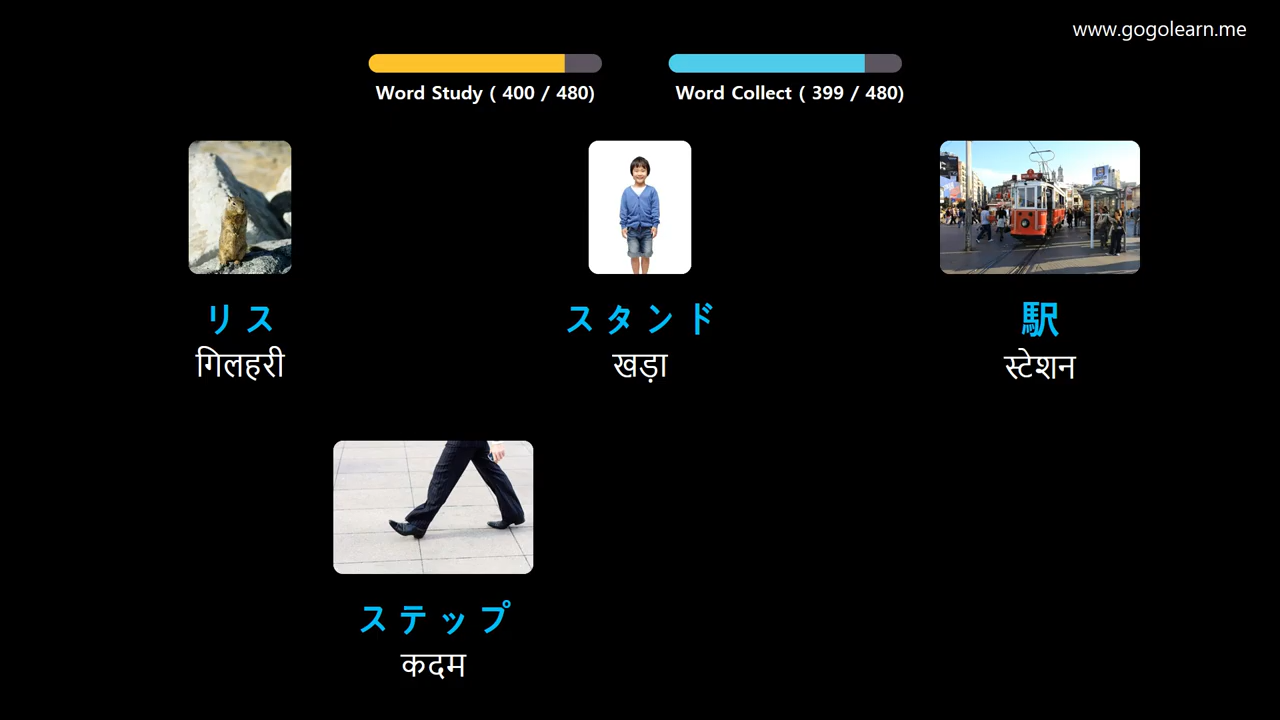 www.gogolearn.me
Word Study ( 400 / 480)
Word Collect ( 399 / 480)
リス
スタンド
駅
गिलहरी
खड़ा
स्टेशन
ステップ
कदम